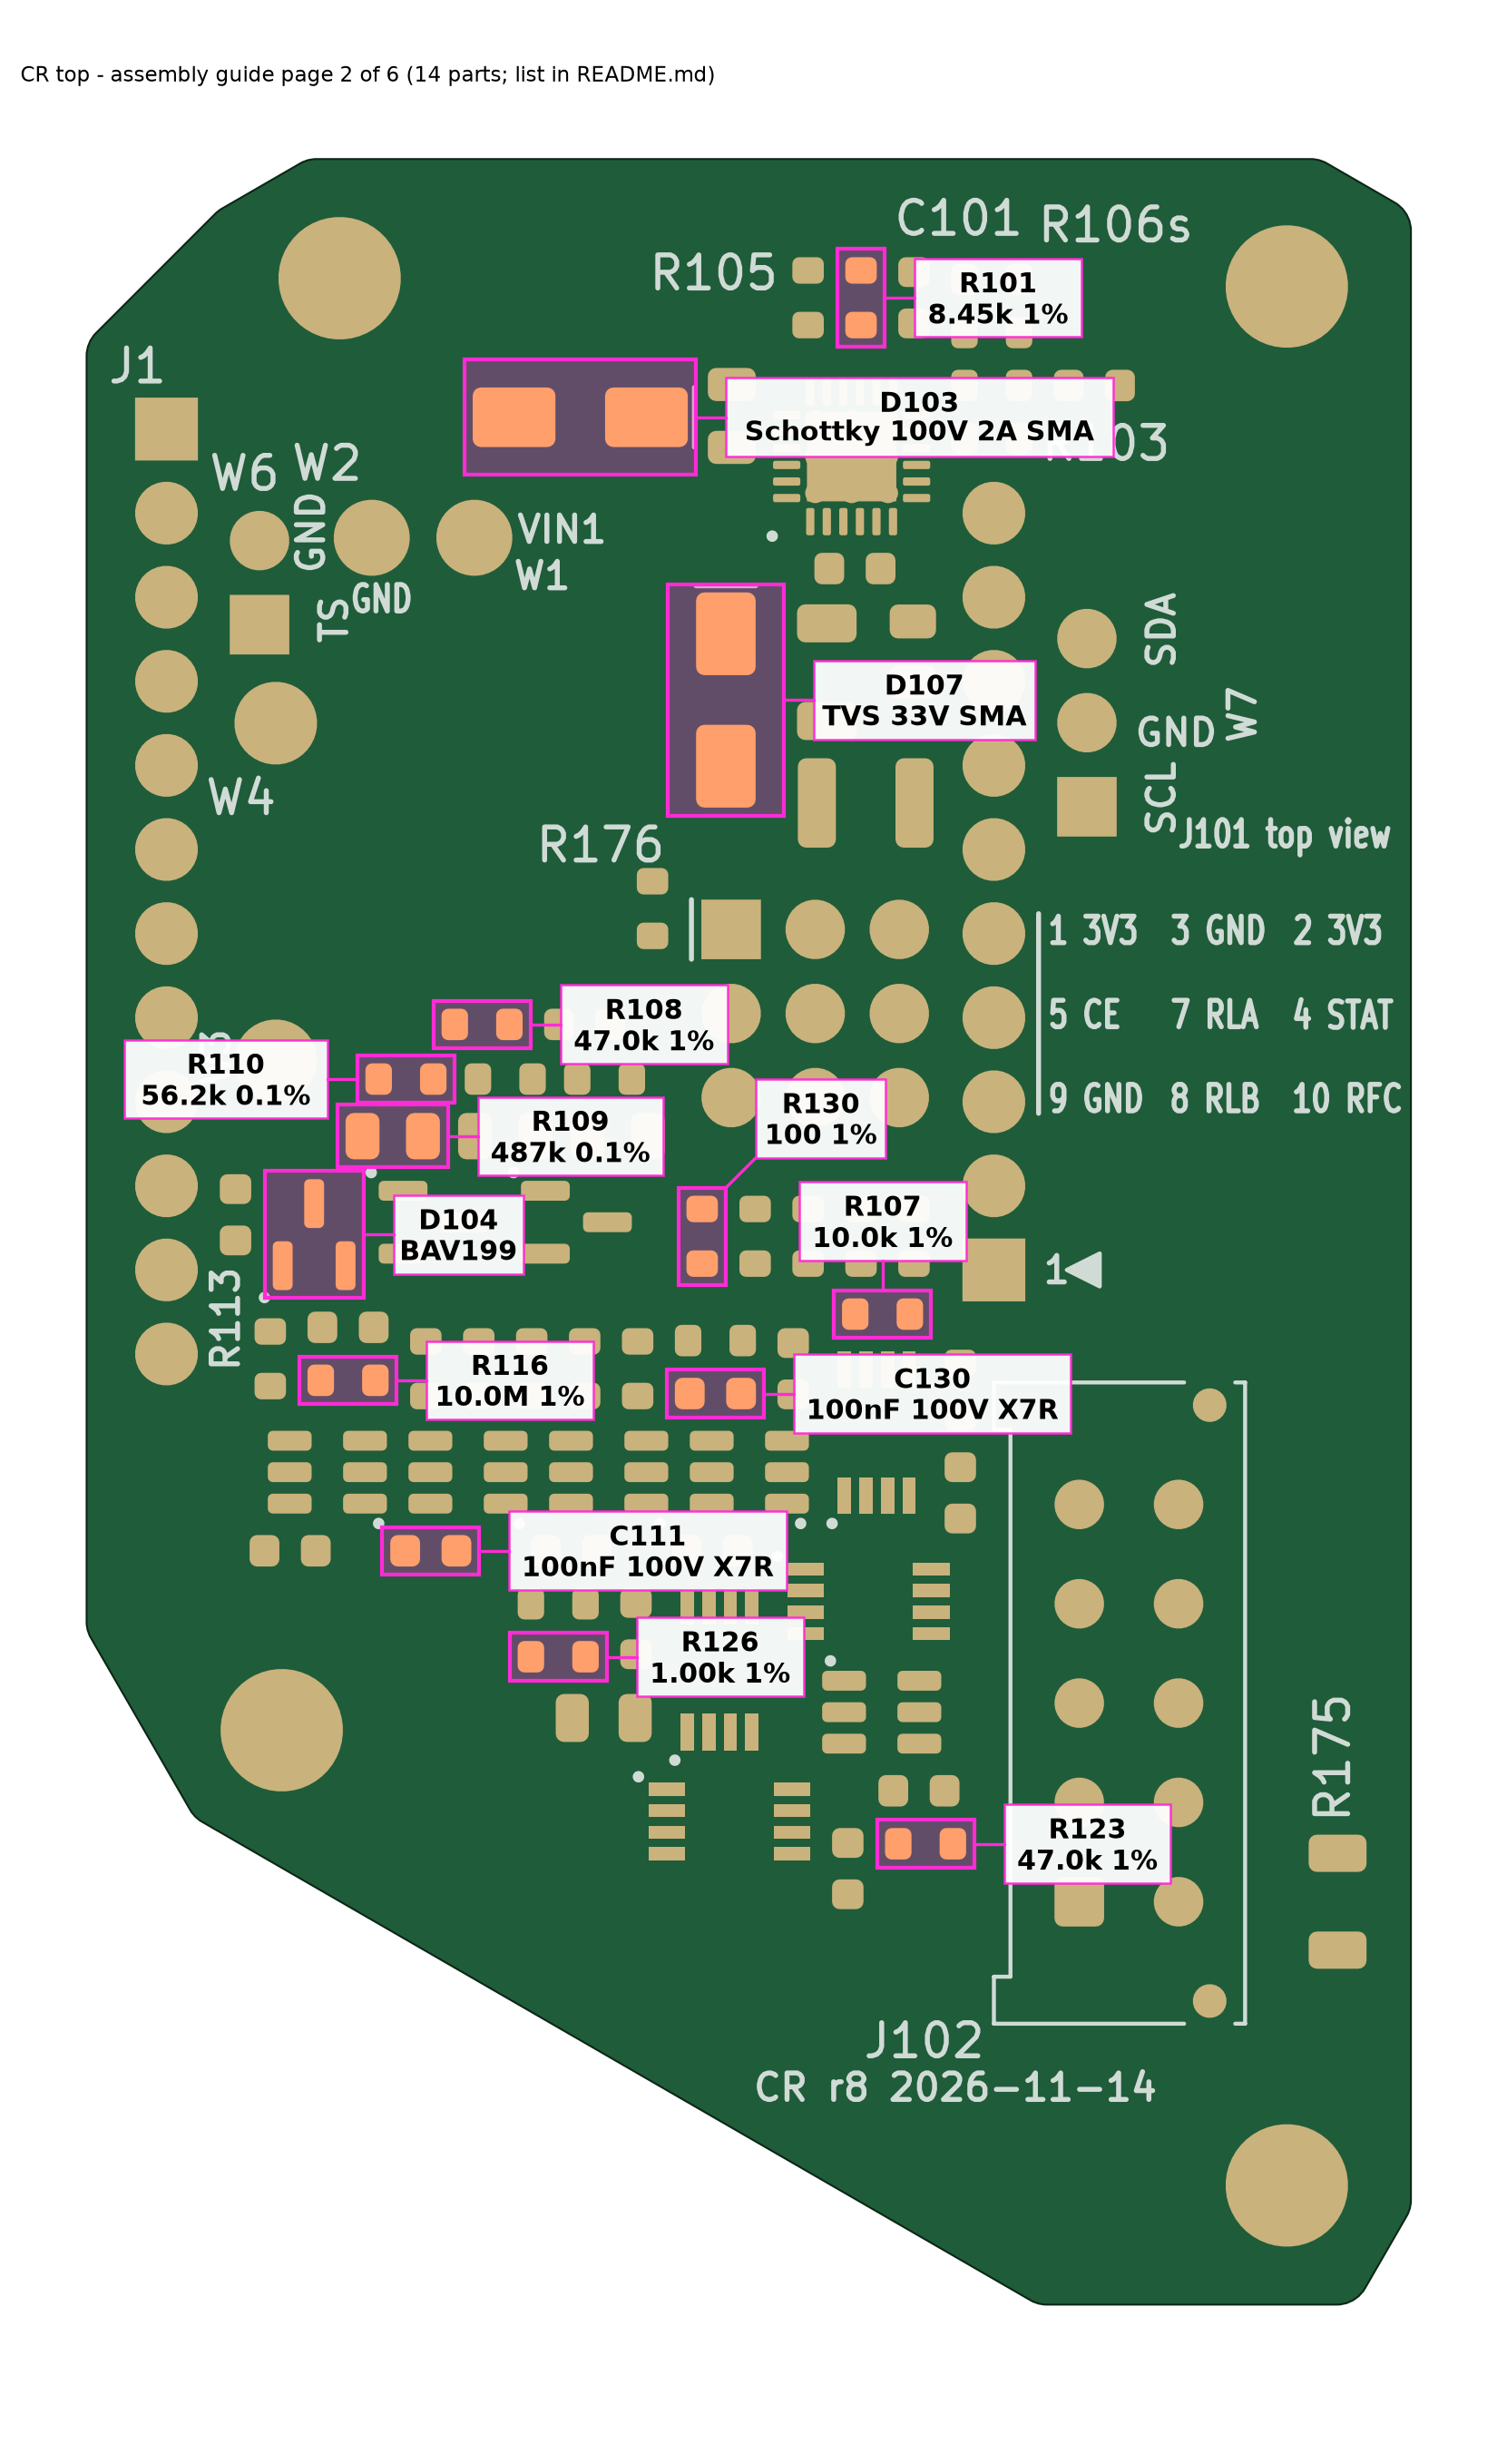 CR top - assembly guide page 2 of 6 (14 parts; list in README.md)
C101
R106s
R105
R101
8.45k 1%
J1
D103
Schottky 100V 2A SMA
W6
W2
GND
VIN1
W1
GND
TS
SDA
D107
TVS 33V SMA
W7
GND
SCL
W4
R176
J101 top view
1 3V3 3 GND 2 3V3
5 CE 7 RLA 4 STAT
9 GND 8 RLB 10 RFC
R108
47.0k 1%
R110
56.2k 0.1%
R109
487k 0.1%
R130
100 1%
D104
BAV199
R107
10.0k 1%
1
R113
R116
10.0M 1%
C130
100nF 100V X7R
C111
100nF 100V X7R
R126
1.00k 1%
R175
R123
47.0k 1%
J102
CR r8 2026-11-14